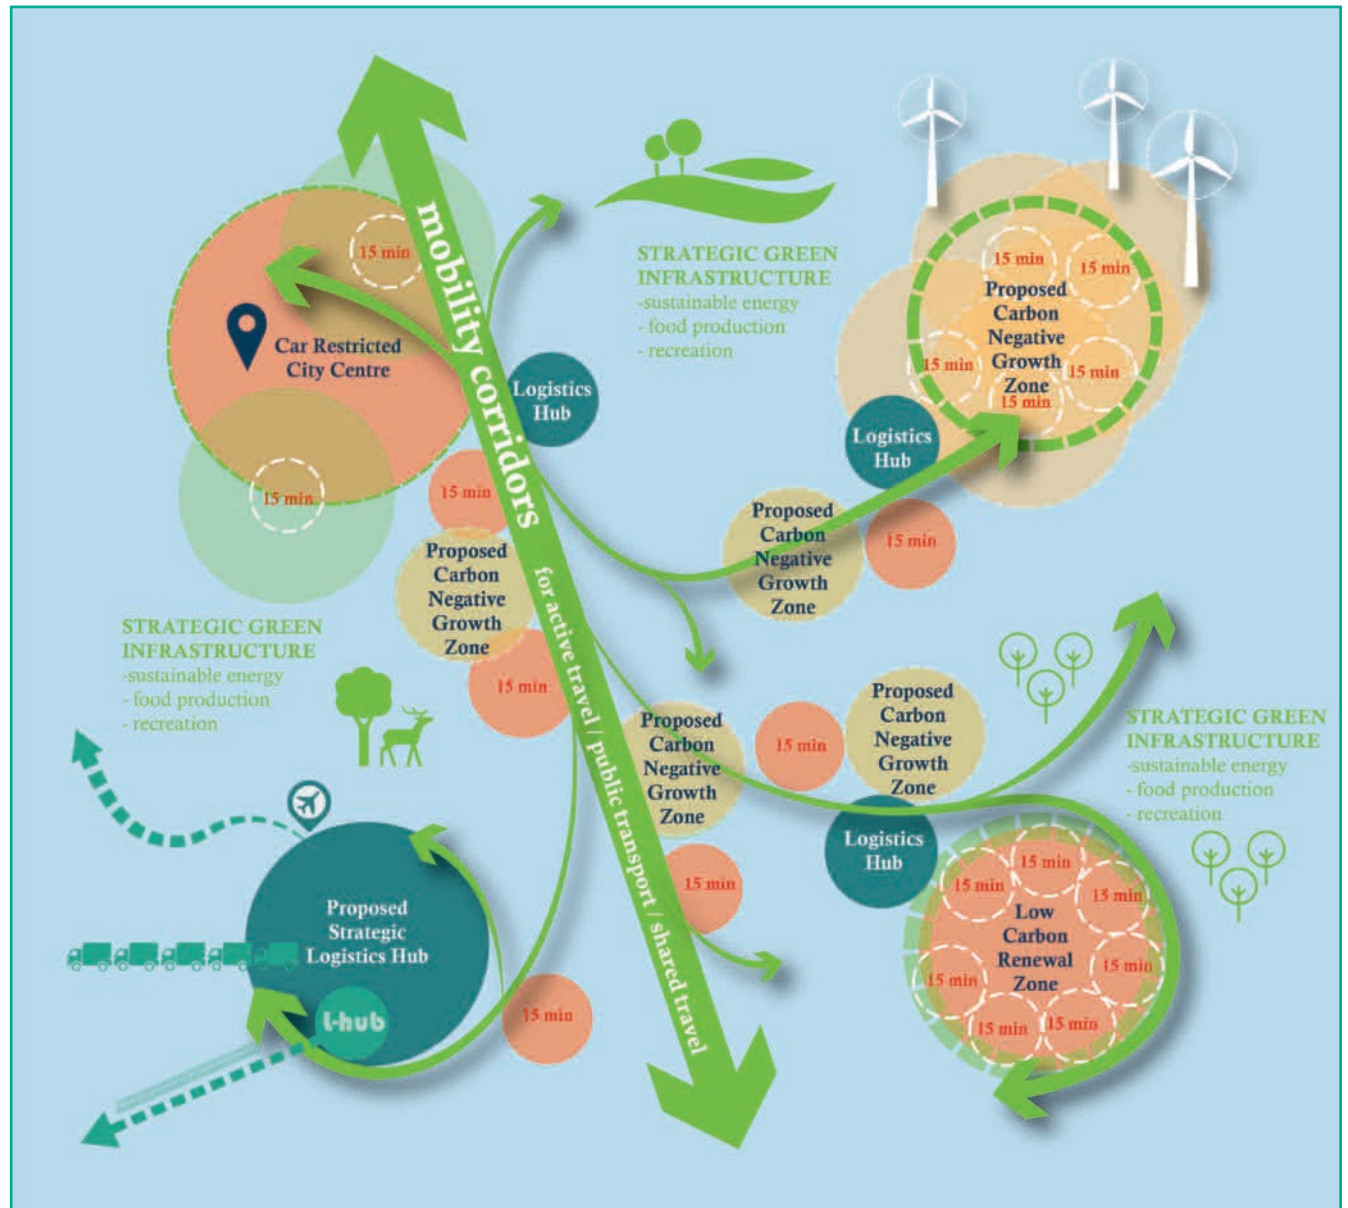 mobility corridors
for active travel / public transport / shared travel
15 min
Car Restricted
City Centre
15 min
STRATEGIC GREEN
INFRASTRUCTURE
-sustainable energy
- food production
- recreation
Logistics
Hub
15 min
15 min
Proposed
Carbon
Negative
Growth
Zone
15 min
15 min
15 min
Logistics
Hub
15 min
Proposed
Carbon
Negative
Growth
Zone
15 min
Proposed
Carbon
Negative
Growth
Zone
15 min
STRATEGIC GREEN
INFRASTRUCTURE
-sustainable energy
- food production
- recreation
Proposed
Carbon
Negative
Growth
Zone
15 min
Proposed
Carbon
Negative
Growth
Zone
STRATEGIC GREEN
INFRASTRUCTURE
-sustainable energy
- food production
- recreation
Logistics
Hub
15 min
15 min
15 min
15 min
Low
Carbon
Renewal
Zone
15 min
15 min
15 min
15 min
Proposed
Strategic
Logistics Hub
l-hub
15 min